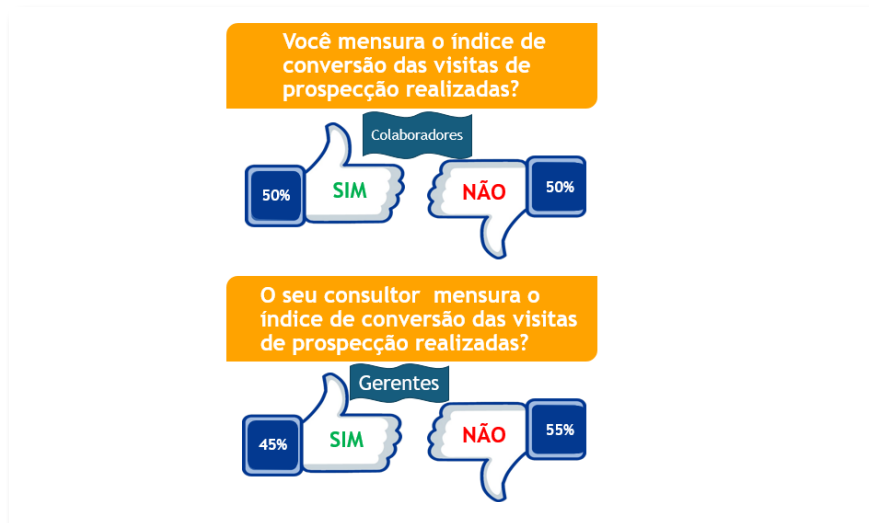 Você mensura o índice de
conversão das visitas de
prospecção realizadas?
Colaboradores
50%
SIM
NÃO
50%
O seu consultor mensura o
índice de conversão das visitas
de prospecção realizadas?
Gerentes
45%
SIM
NÃO
55%